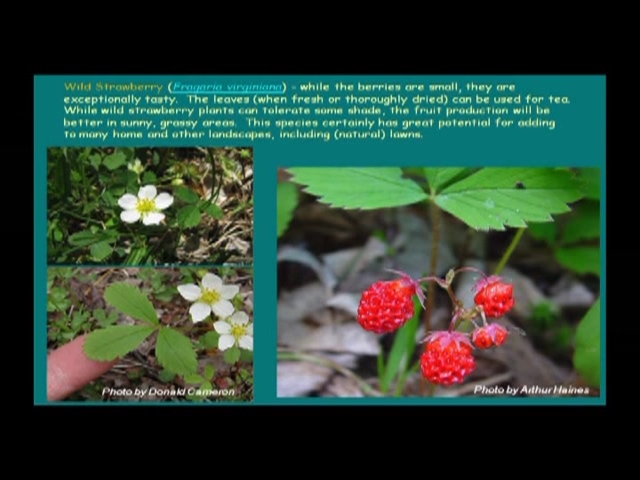 Wild Strawberry (Fragaria virginiana) - while the berries are small, they are
exceptionally tasty. The leaves (when fresh or thoroughly dried) can be used for tea.
While wild strawberry plants can tolerate some shade, the fruit production will be
better in sunny, grassy areas. This species certainly has great potential for adding
to many home and other landscapes, including (natural) lawns.
Photo by Donald Cameron
Photo by Arthur Haines